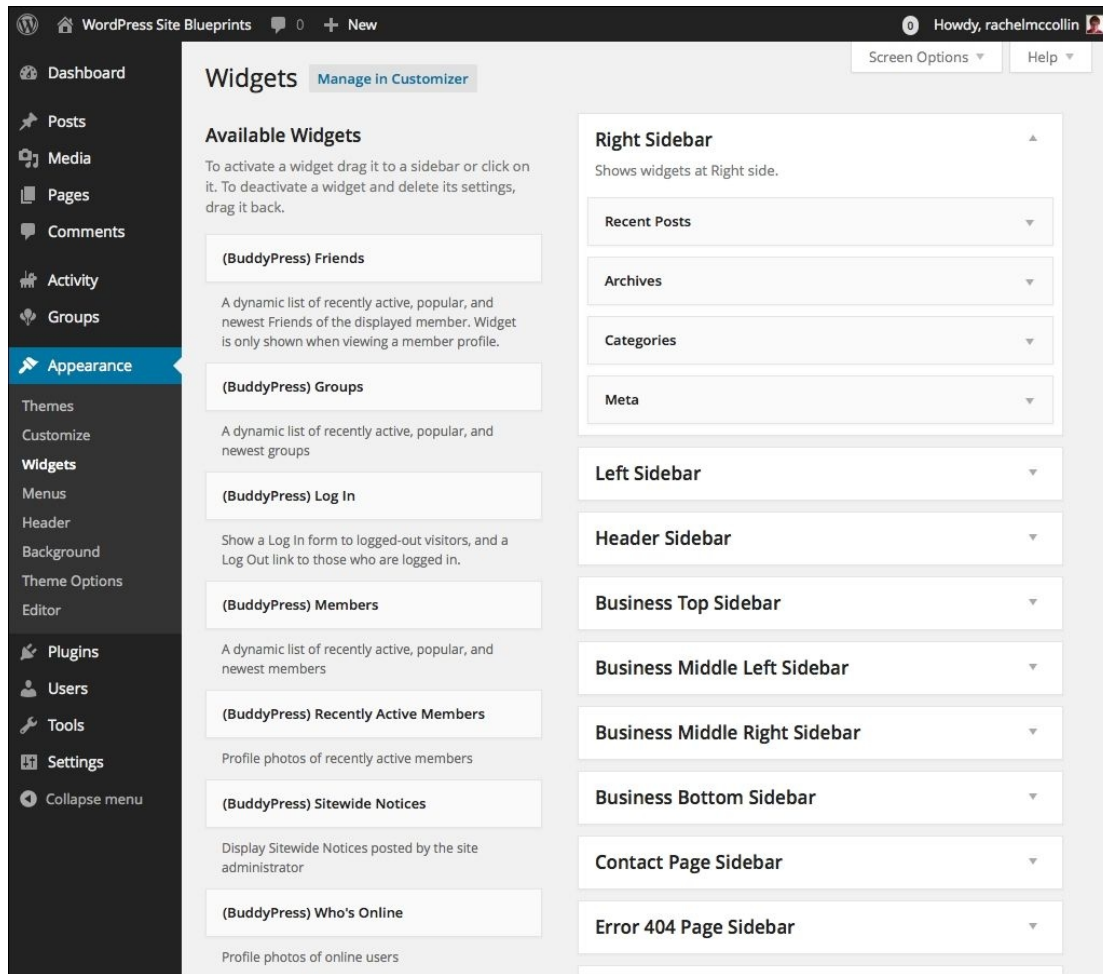 WordPress Site Blueprints 0 + New 0 Howdy, rachelmccollin
Screen Options Help
Dashboard
Posts
Media
Pages
Comments
Activity
Groups
Appearance
Themes
Customize
Widgets
Menus
Header
Background
Theme Options
Editor
Plugins
Users
Tools
Settings
Collapse menu
Widgets Manage in Customizer
Available Widgets
To activate a widget drag it to a sidebar or click on
it. To deactivate a widget and delete its settings,
drag it back.
(BuddyPress) Friends
A dynamic list of recently active, popular, and
newest Friends of the displayed member. Widget
is only shown when viewing a member profile.
(BuddyPress) Groups
A dynamic list of recently active, popular, and
newest groups
(BuddyPress) Log In
Show a Log In form to logged-out visitors, and a
Log Out link to those who are logged in.
(BuddyPress) Members
A dynamic list of recently active, popular, and
newest members
(BuddyPress) Recently Active Members
Profile photos of recently active members
(BuddyPress) Sitewide Notices
Display Sitewide Notices posted by the site
administrator
(BuddyPress) Who's Online
Profile photos of online users
Right Sidebar
Shows widgets at Right side.
Recent Posts
Archives
Categories
Meta
Left Sidebar
Header Sidebar
Business Top Sidebar
Business Middle Left Sidebar
Business Middle Right Sidebar
Business Bottom Sidebar
Contact Page Sidebar
Error 404 Page Sidebar